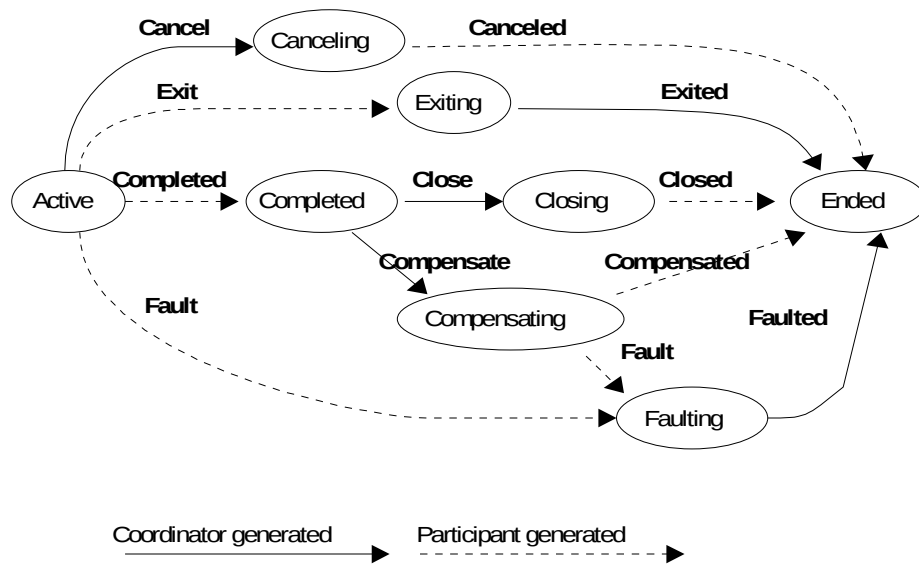 Cancel
Canceling
Canceled
Exit
Exiting
Exited
Active
Completed
Completed
Close
Closing
Closed
Ended
Compensate
Compensated
Compensating
Fault
Fault
Faulted
Faulting
Coordinator generated
Participant generated